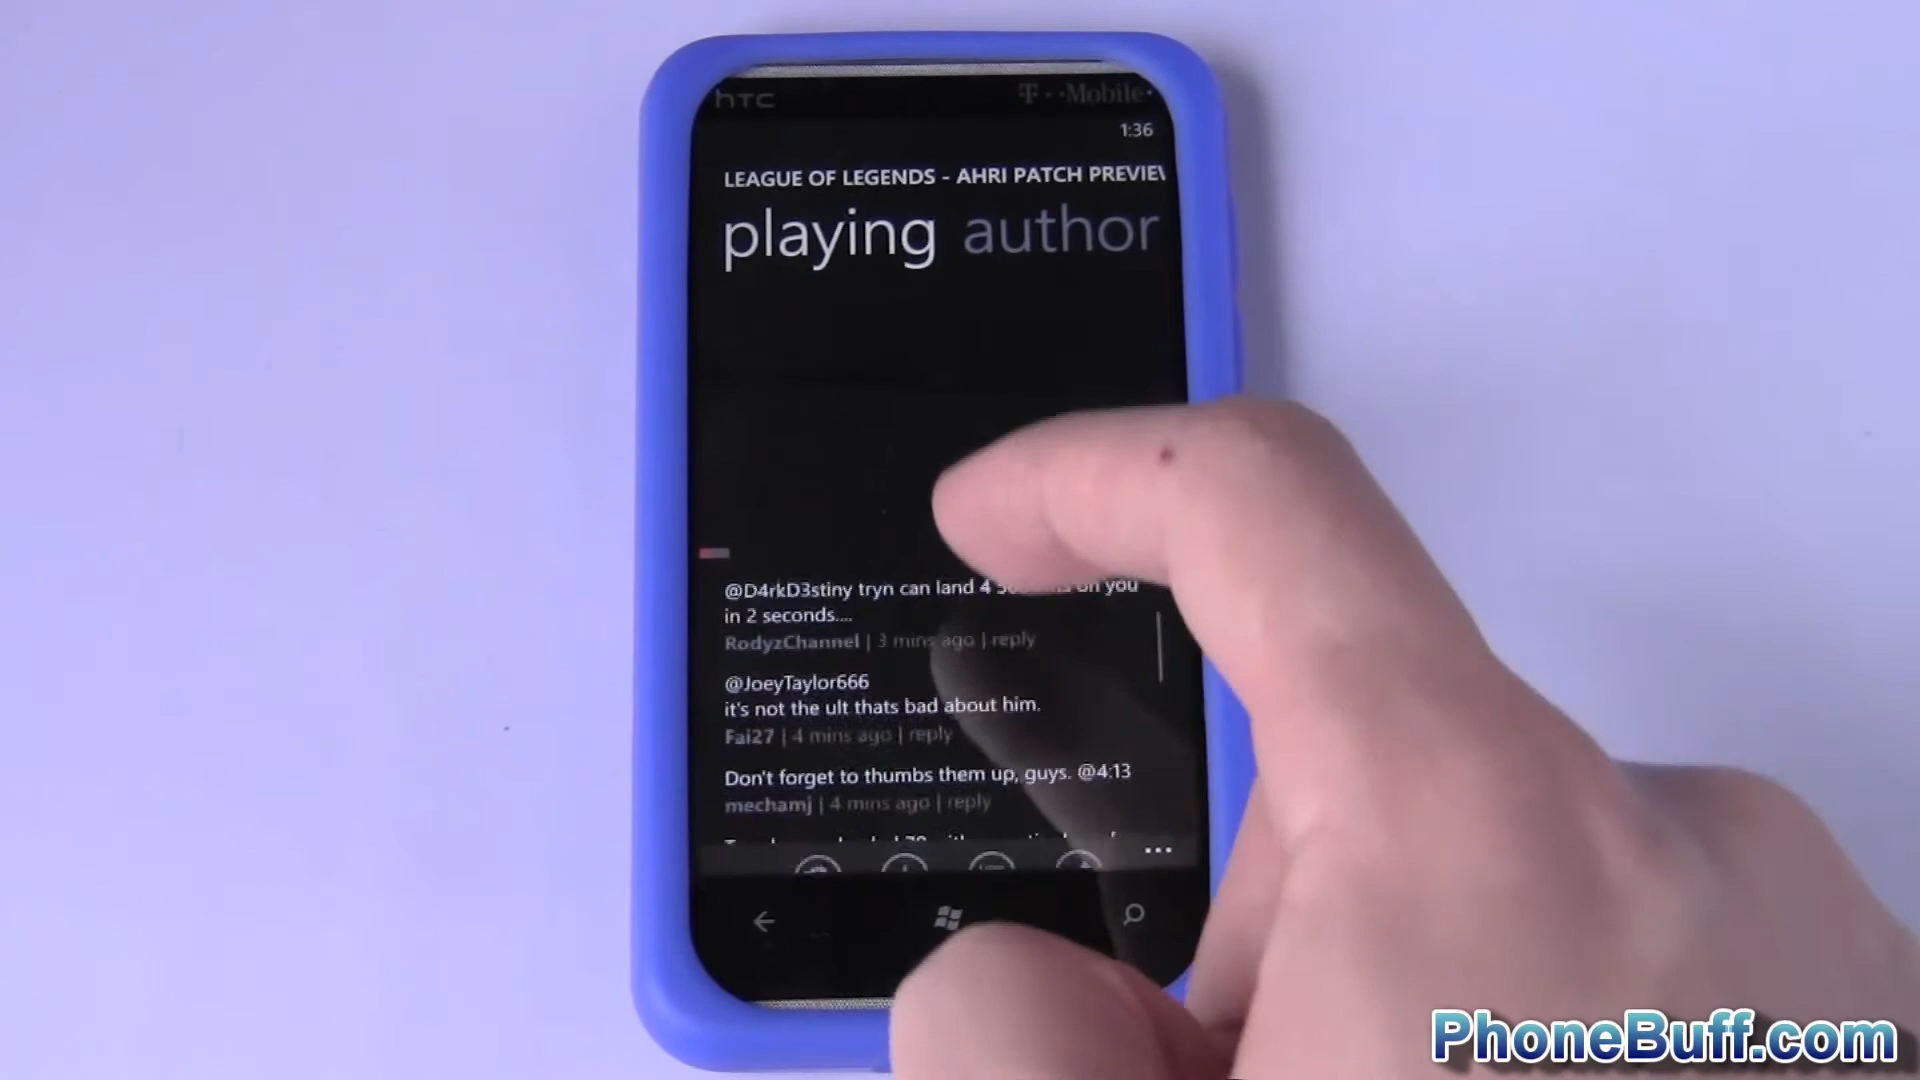 hTC
T··Mobile·
1:36
LEAGUE OF LEGENDS - AHRI PATCH PREVIEW
playing author
@D4rkD3stiny tryn can land 4 on you
in 2 seconds....
RodyzChannel | 3 mins ago | reply
@JoeyTaylor666
it's not the ult thats bad about him.
Fai27 | 4 mins ago | reply
Don't forget to thumbs them up, guys. @4:13
mechamj | 4 mins ago | reply
PhoneBuff.com